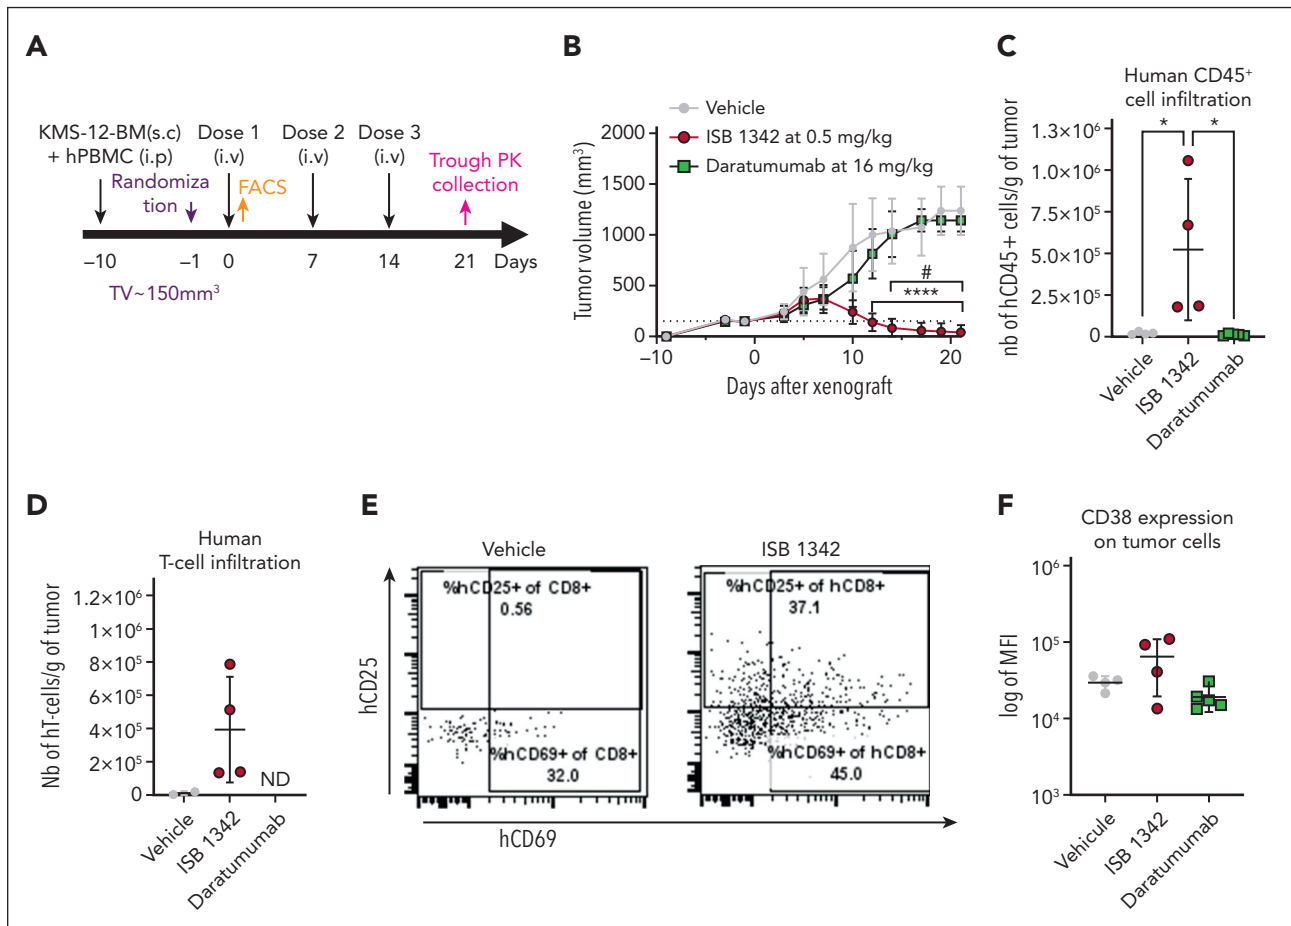 A
KMS-12-BM(s.c)
+ hPBMC (i.p)
Dose 1
(i.v)
Dose 2
(i.v)
Dose 3
(i.v)
Randomiza
tion
FACS
Trough PK
collection
−10
−1
0
7
14
21
Days
TV~150mm³
B
Vehicle
ISB 1342 at 0.5 mg/kg
Daratumumab at 16 mg/kg
Tumor volume (mm³)
2000
1500
1000
500
0
#
****
−10
0
10
20
Days after xenograft
C
Human CD45⁺
cell infiltration
*
*
nb of hCD45+ cells/g of tumor
1.3×10⁶
1.0×10⁶
7.5×10⁵
5.0×10⁵
2.5×10⁵
0
Vehicle
ISB 1342
Daratumumab
D
Human
T-cell infiltration
Nb of hT-cells/g of tumor
1.2×10⁶
1×10⁶
8×10⁵
6×10⁵
4×10⁵
2×10⁵
0
ND
Vehicle
ISB 1342
Daratumumab
E
Vehicle
ISB 1342
hCD25
%hCD25+ of CD8+
0.56
%hCD69+ of CD8+
32.0
%hCD25+ of hCD8+
37.1
%hCD69+ of hCD8+
45.0
hCD69
F
CD38 expression
on tumor cells
log of MFI
10⁶
10⁵
10⁴
10³
Vehicule
ISB 1342
Daratumumab